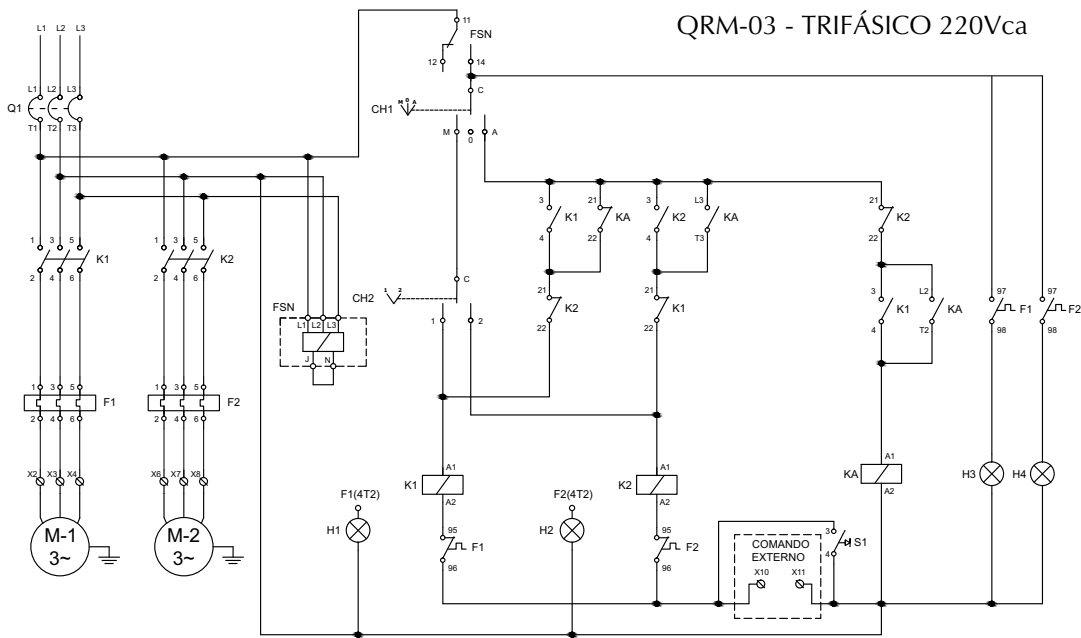 QRM-03 - TRIFÁSICO 220Vca
L1 L2 L3
11
FSN
12 14
C
L1 L2 L3
Q1
T1 T2 T3
CH1 M 0 A
M 0 A
3 21 3 L3 21
K1 KA K2 KA K2
4 22 4 T3 22
1 3 5 1 3 5
K1 K2
2 4 6 2 4 6
C
CH2 1 2
1 2
21 21
K2 K1
22 22
3 L2 97 97
K1 KA F1 F2
4 T2 98 98
FSN
L1 L2 L3
J N
1 3 5 1 3 5
F1 F2
2 4 6 2 4 6
X2 X3 X4 X6 X7 X8
M-1
3~
M-2
3~
A1 A1 A1
K1 K2 KA H3 H4
A2 A2 A2
F1(4T2) F2(4T2)
H1 H2
95 95
F1 F2
96 96
COMANDO
EXTERNO
X10 X11
3
S1
4